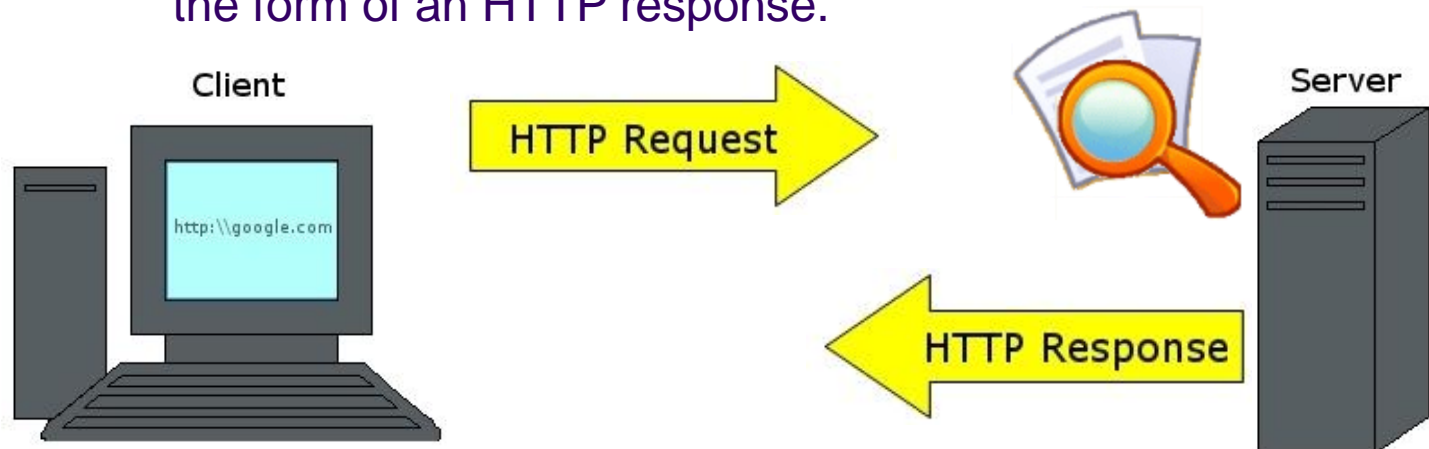 the form of an HTTP response.
Client
Server
HTTP Request
http:\\google.com
HTTP Response